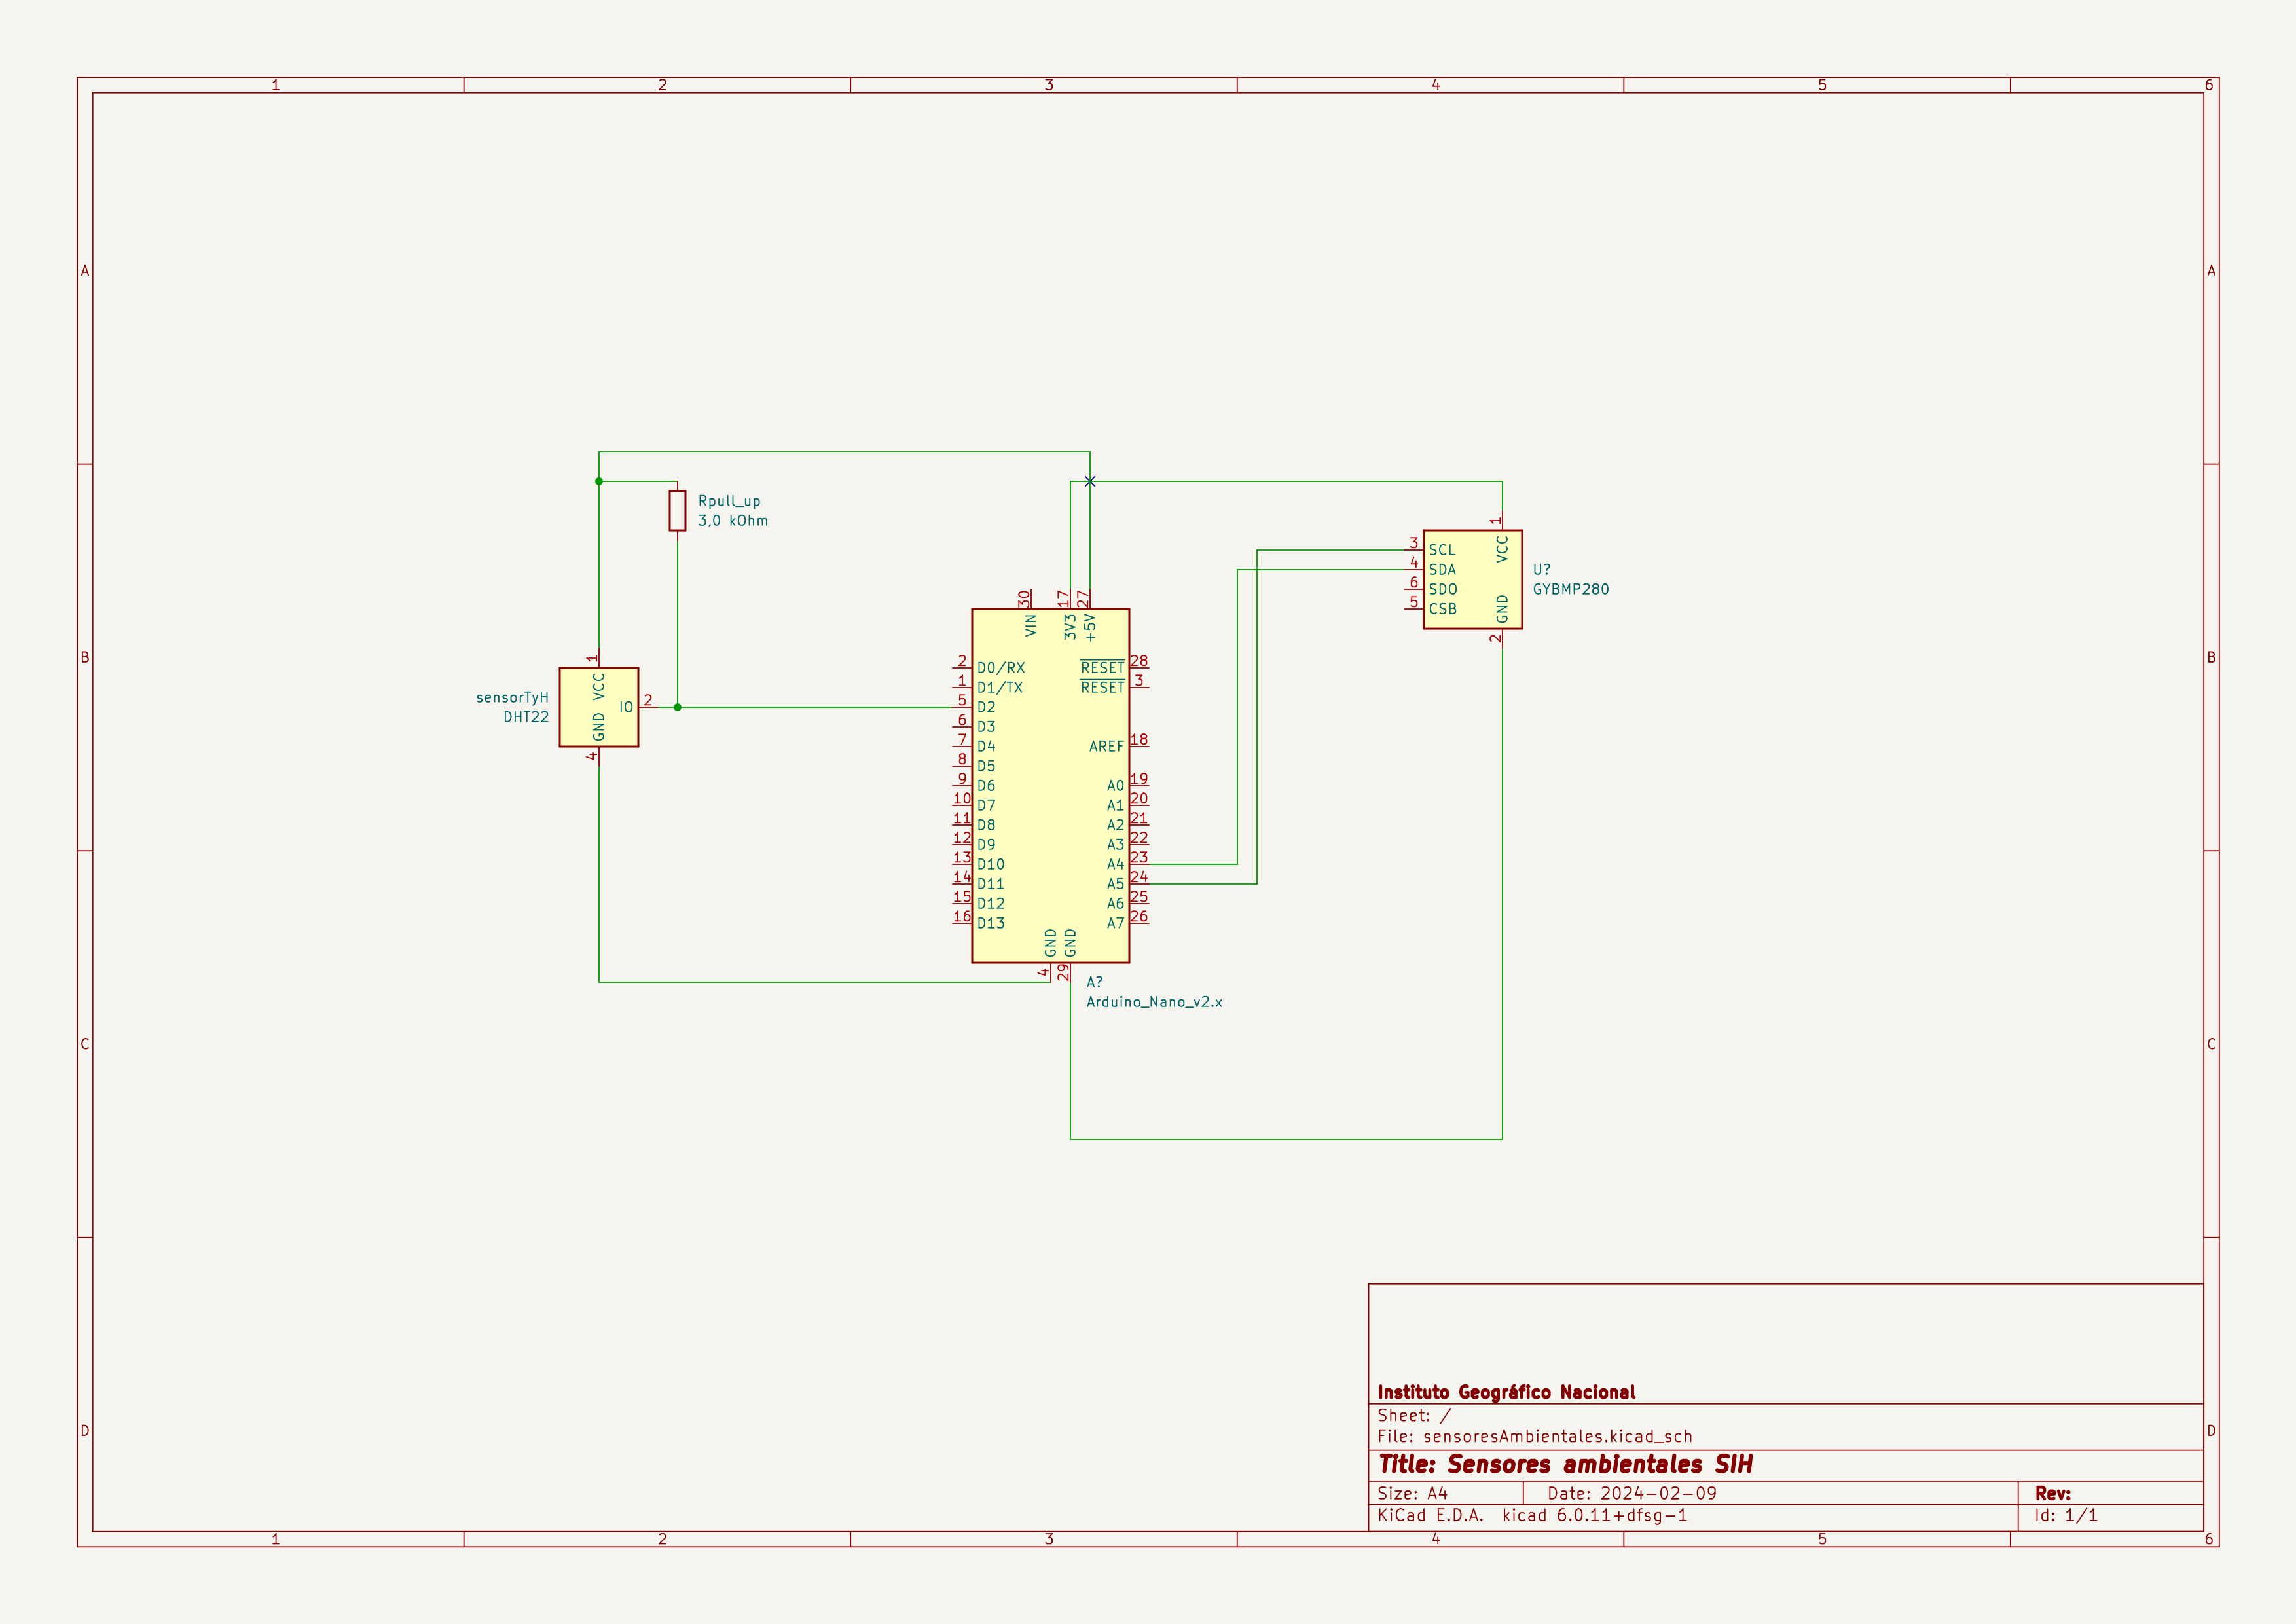 1 2 3 4 5 6
A A
Rpull_up
3,0 kOhm
1
VCC
3 SCL
4 SDA
6 SDO
5 CSB
GND
2
U?
GYBMP280
30 17 27
VIN 3V3 +5V
B B
sensorTyH
DHT22
1
VCC
IO 2
GND
4
2 D0/RX
1 D1/TX
5 D2
6 D3
7 D4
8 D5
9 D6
10 D7
11 D8
12 D9
13 D10
14 D11
15 D12
16 D13
RESET 28
RESET 3
AREF 18
A0 19
A1 20
A2 21
A3 22
A4 23
A5 24
A6 25
A7 26
GND GND
4 29
A?
Arduino_Nano_v2.x
C C
D D
Instituto Geográfico Nacional
Sheet: /
File: sensoresAmbientales.kicad_sch
Title: Sensores ambientales SIH
Size: A4 Date: 2024-02-09 Rev:
KiCad E.D.A. kicad 6.0.11+dfsg-1 Id: 1/1
1 2 3 4 5 6